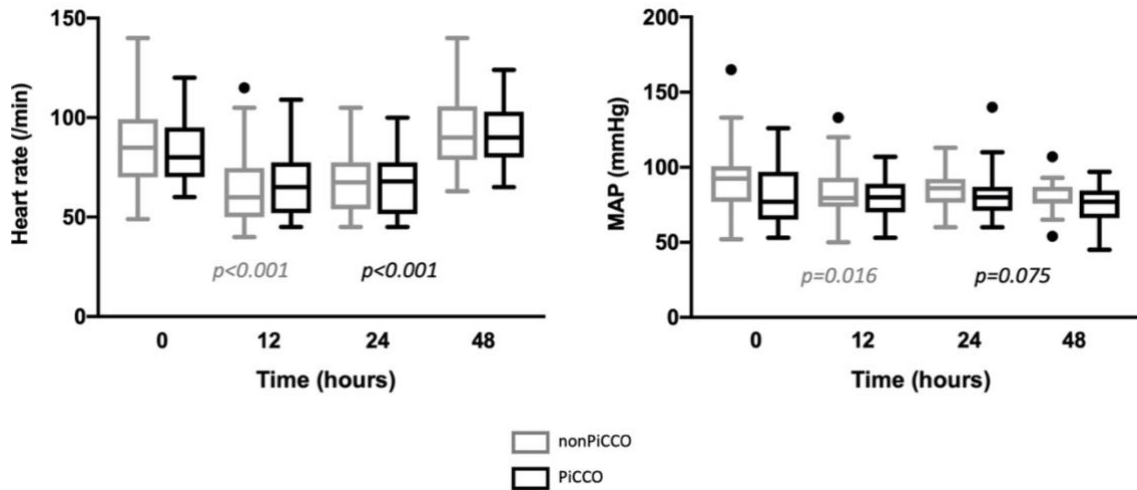 150
100
50
0
Heart rate (/min)
p<0.001
p<0.001
0
12
24
48
Time (hours)
200
150
100
50
0
MAP (mmHg)
p=0.016
p=0.075
0
12
24
48
Time (hours)
nonPiCCO
PiCCO